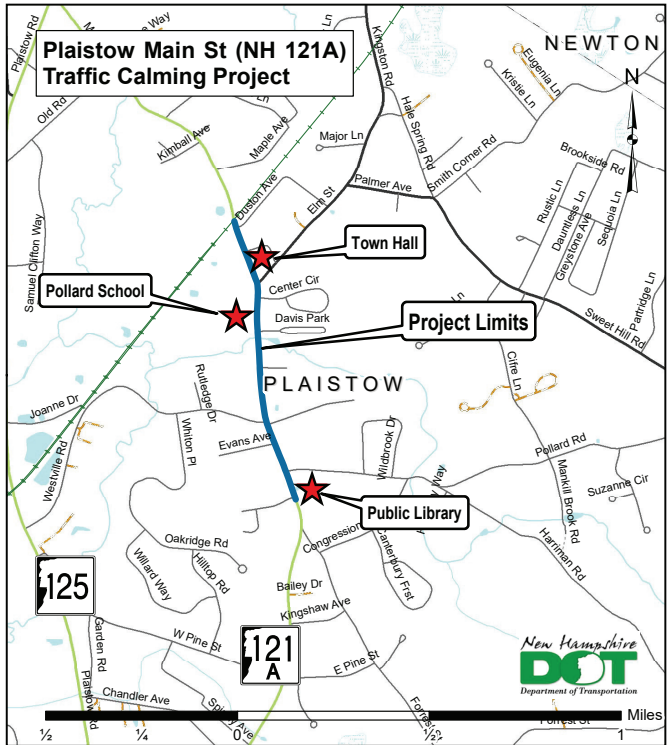 Plaistow Main St (NH 121A)
Traffic Calming Project
NEWTON
N
Plaistow Rd
Old Rd
Kimball Ave
Maple Ave
Major Ln
Kingston Rd
Hale Spring Rd
Eugenia Ln
Kristie Ln
Smith Corner Rd
Brookside Rd
Palmer Ave
Elm St
Duston Ave
Rustic Ln
Dauntless Ln
Greystone Ave
Sequoia Ln
Partridge Ln
Samuel Clifton Way
Town Hall
Pollard School
Center Cir
Davis Park
Project Limits
Sweet Hill Rd
Cifre Ln
PLAISTOW
Joanne Dr
Rutledge Dr
Whiton Pl
Evans Ave
Westville Rd
Wildbrook Dr
Way
Pollard Rd
Suzanne Cir
Mankill Brook Rd
Harriman Rd
Public Library
Oakridge Rd
Hilltop Rd
Willard Way
Congression
Canterbury Frst
Bailey Dr
Kingshaw Ave
125
121
A
W Pine St
E Pine St
Garden Rd
Plaistow Rd
Chandler Ave
Forrest St
New Hampshire
DOT
Department of Transportation
½ ¼ 0 ½ 1 Miles